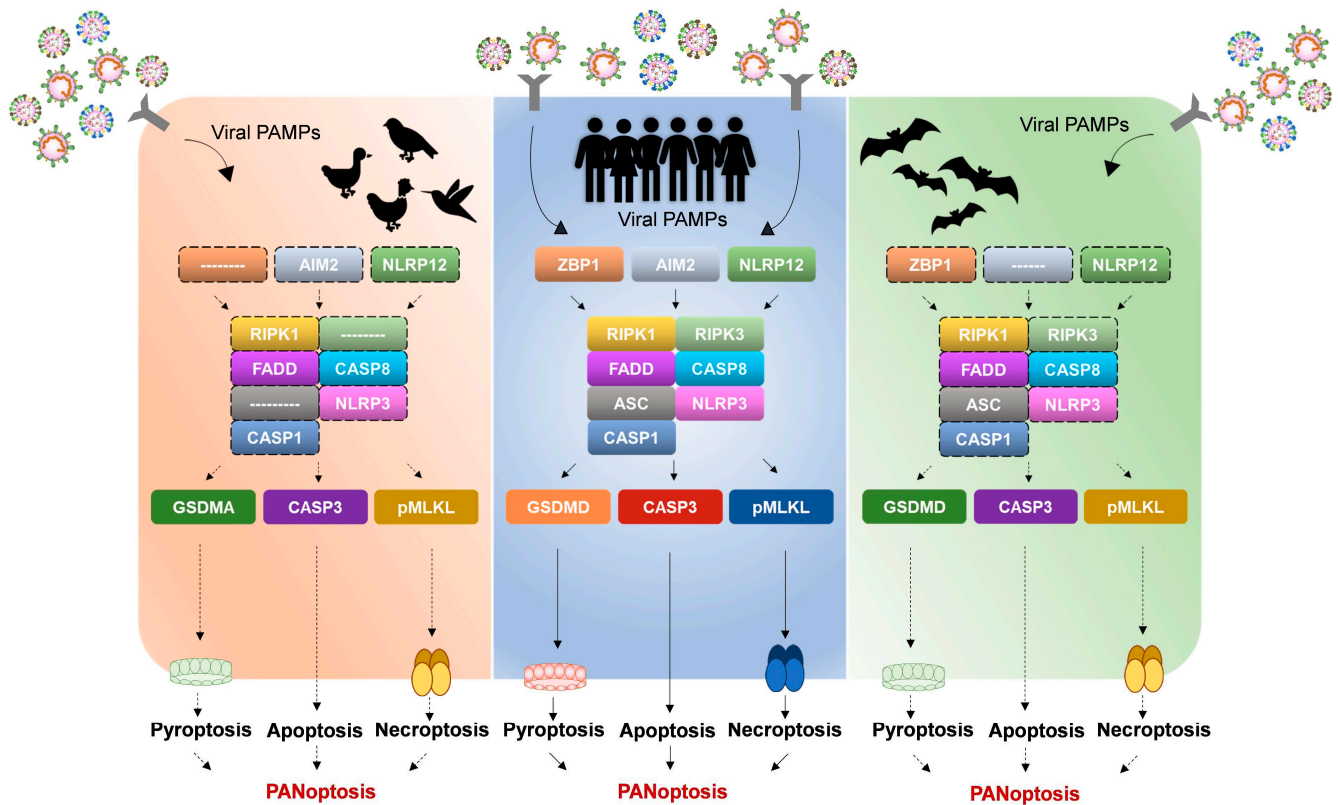 Viral PAMPs
Viral PAMPs
Viral PAMPs
-------- AIM2 NLRP12
ZBP1 AIM2 NLRP12
ZBP1 ------ NLRP12
RIPK1 --------
FADD CASP8
--------- NLRP3
CASP1
RIPK1 RIPK3
FADD CASP8
ASC NLRP3
CASP1
RIPK1 RIPK3
FADD CASP8
ASC NLRP3
CASP1
GSDMA CASP3 pMLKL
GSDMD CASP3 pMLKL
GSDMD CASP3 pMLKL
Pyroptosis Apoptosis Necroptosis
Pyroptosis Apoptosis Necroptosis
Pyroptosis Apoptosis Necroptosis
PANoptosis
PANoptosis
PANoptosis